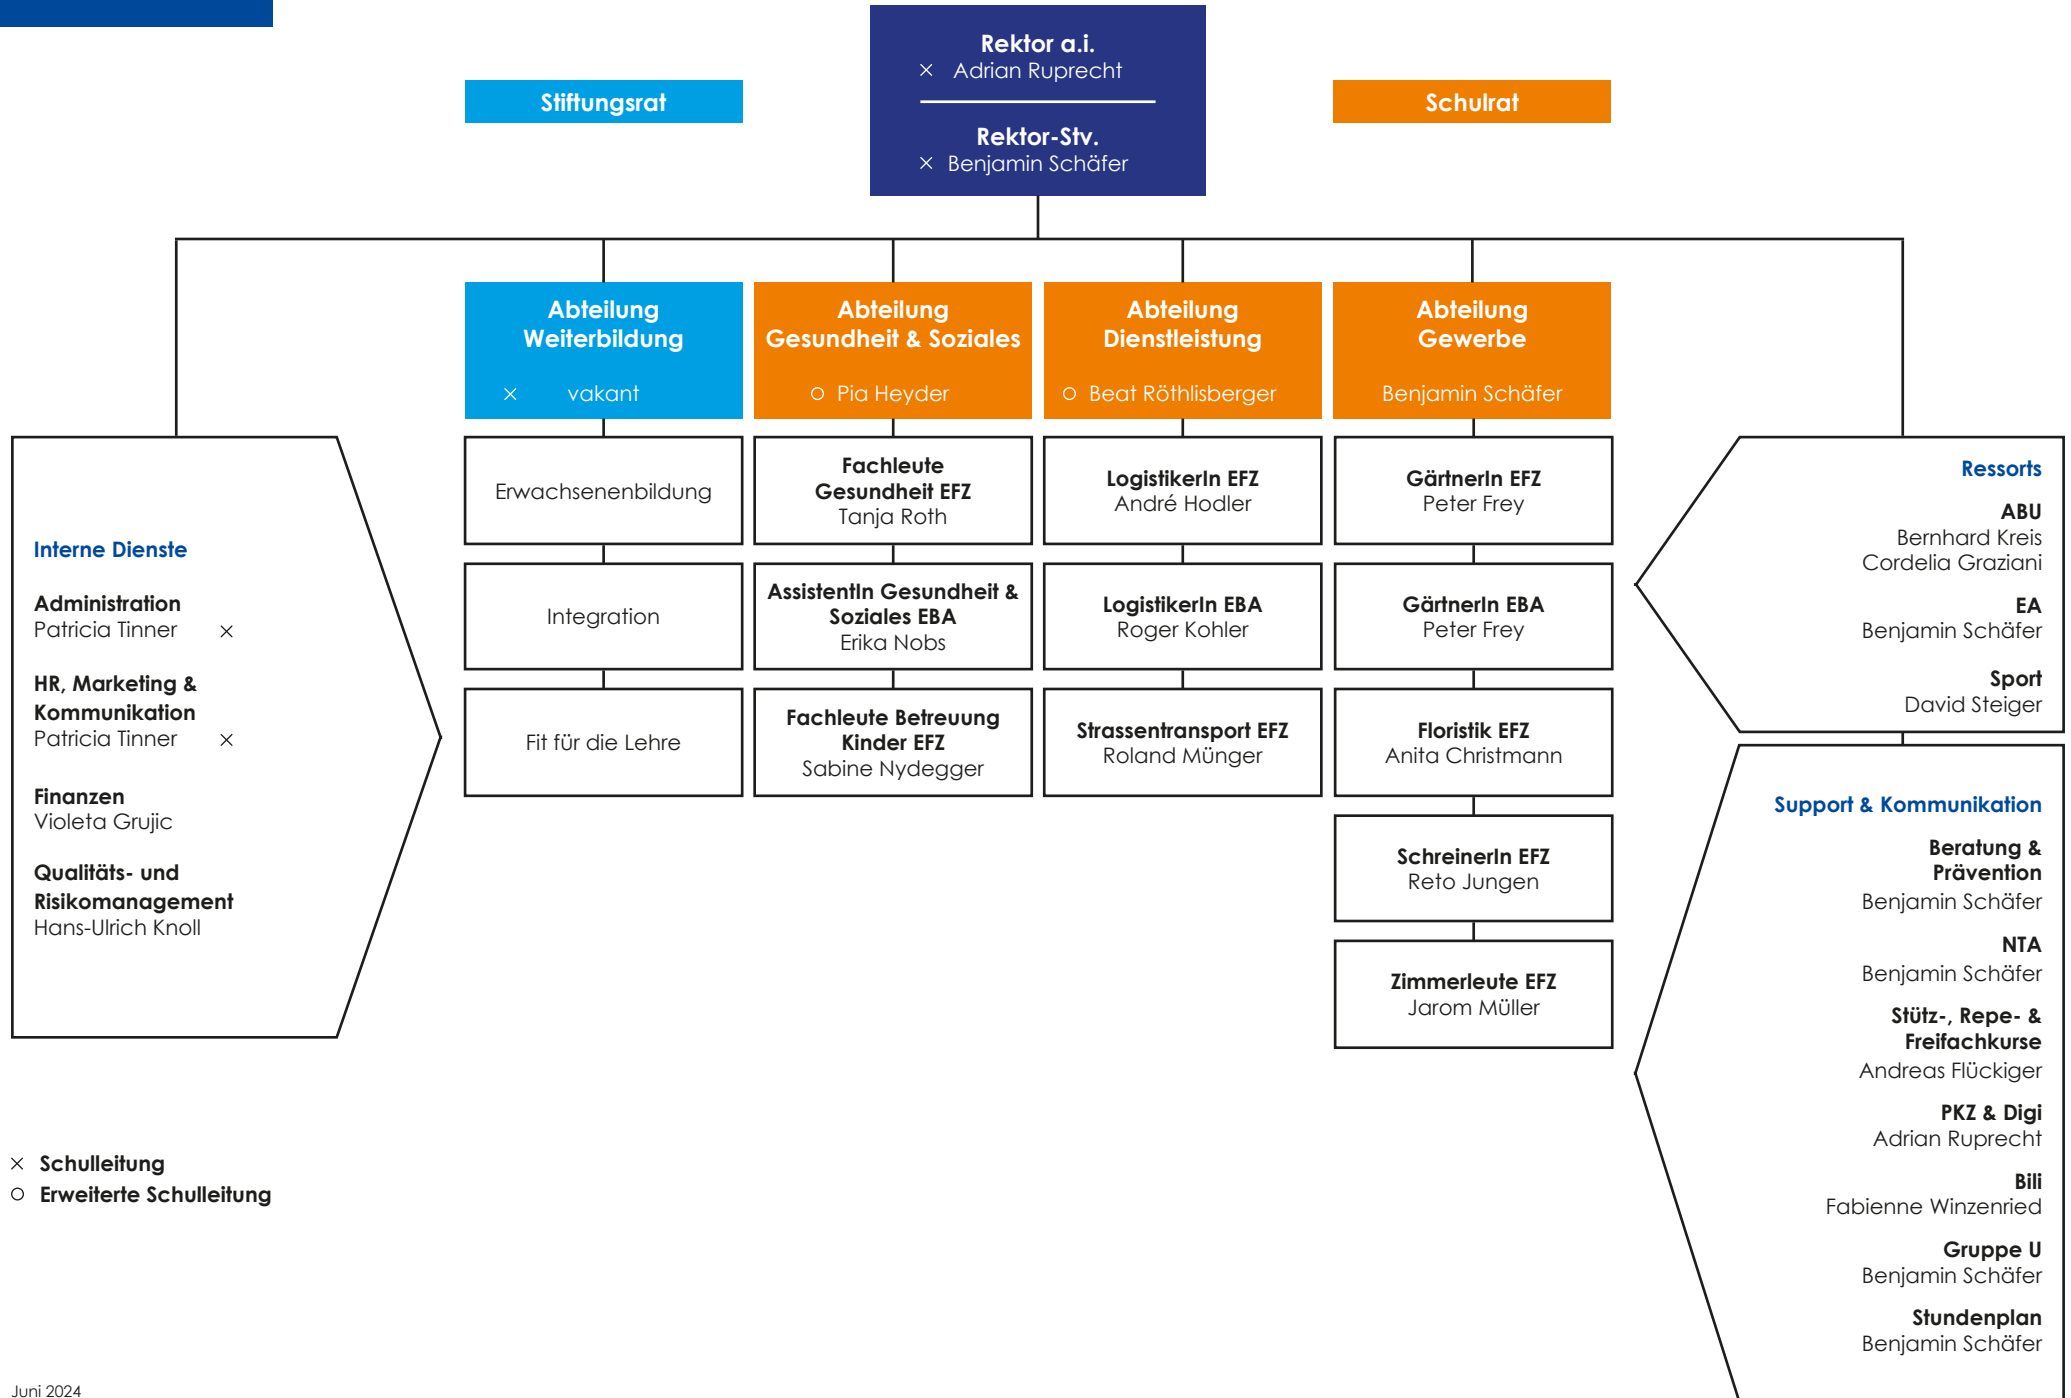 Rektor a.i.
× Adrian Ruprecht
Rektor-Stv.
× Benjamin Schäfer
Stiftungsrat
Schulrat
Abteilung
Weiterbildung
× vakant
Erwachsenenbildung
Integration
Fit für die Lehre
Abteilung
Gesundheit & Soziales
○ Pia Heyder
Fachleute
Gesundheit EFZ
Tanja Roth
AssistentIn Gesundheit &
Soziales EBA
Erika Nobs
Fachleute Betreuung
Kinder EFZ
Sabine Nydegger
Abteilung
Dienstleistung
○ Beat Röthlisberger
LogistikerIn EFZ
André Hodler
LogistikerIn EBA
Roger Kohler
Strassentransport EFZ
Roland Münger
Abteilung
Gewerbe
Benjamin Schäfer
GärtnerIn EFZ
Peter Frey
GärtnerIn EBA
Peter Frey
Floristik EFZ
Anita Christmann
SchreinerIn EFZ
Reto Jungen
Zimmerleute EFZ
Jarom Müller
Interne Dienste
Administration
Patricia Tinner ×
HR, Marketing &
Kommunikation
Patricia Tinner ×
Finanzen
Violeta Grujic
Qualitäts- und
Risikomanagement
Hans-Ulrich Knoll
Ressorts
ABU
Bernhard Kreis
Cordelia Graziani
EA
Benjamin Schäfer
Sport
David Steiger
Support & Kommunikation
Beratung &
Prävention
Benjamin Schäfer
NTA
Benjamin Schäfer
Stütz-, Repe- &
Freifachkurse
Andreas Flückiger
PKZ & Digi
Adrian Ruprecht
Bili
Fabienne Winzenried
Gruppe U
Benjamin Schäfer
Stundenplan
Benjamin Schäfer
× Schulleitung
○ Erweiterte Schulleitung
Juni 2024